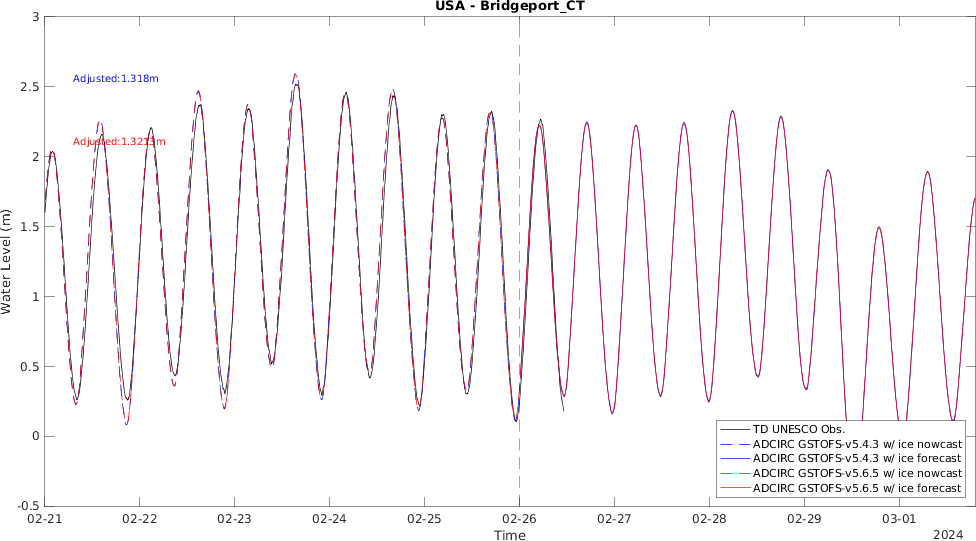 USA - Bridgeport_CT
3
2.5
2
1.5
1
0.5
0
-0.5
Water Level (m)
Adjusted:1.318m
Adjusted:1.3213m
TD UNESCO Obs.
ADCIRC GSTOFS-v5.4.3 w/ ice nowcast
ADCIRC GSTOFS-v5.4.3 w/ ice forecast
ADCIRC GSTOFS-v5.6.5 w/ ice nowcast
ADCIRC GSTOFS-v5.6.5 w/ ice forecast
02-21 02-22 02-23 02-24 02-25 02-26 02-27 02-28 02-29 03-01
Time
2024